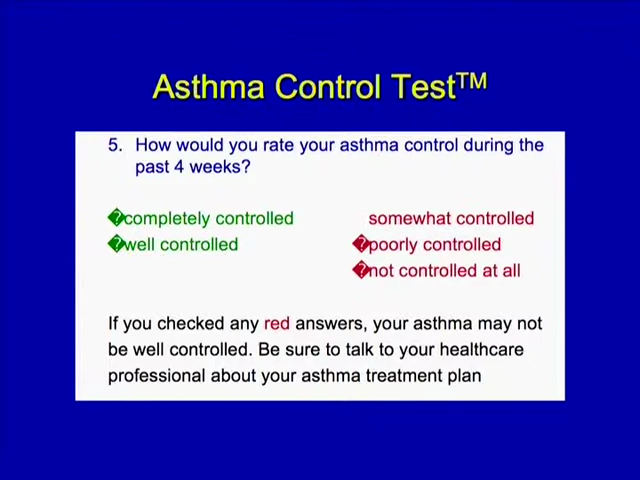 Asthma Control Test™
5. How would you rate your asthma control during the
past 4 weeks?
�completely controlled
�well controlled
somewhat controlled
�poorly controlled
�not controlled at all
If you checked any red answers, your asthma may not
be well controlled. Be sure to talk to your healthcare
professional about your asthma treatment plan